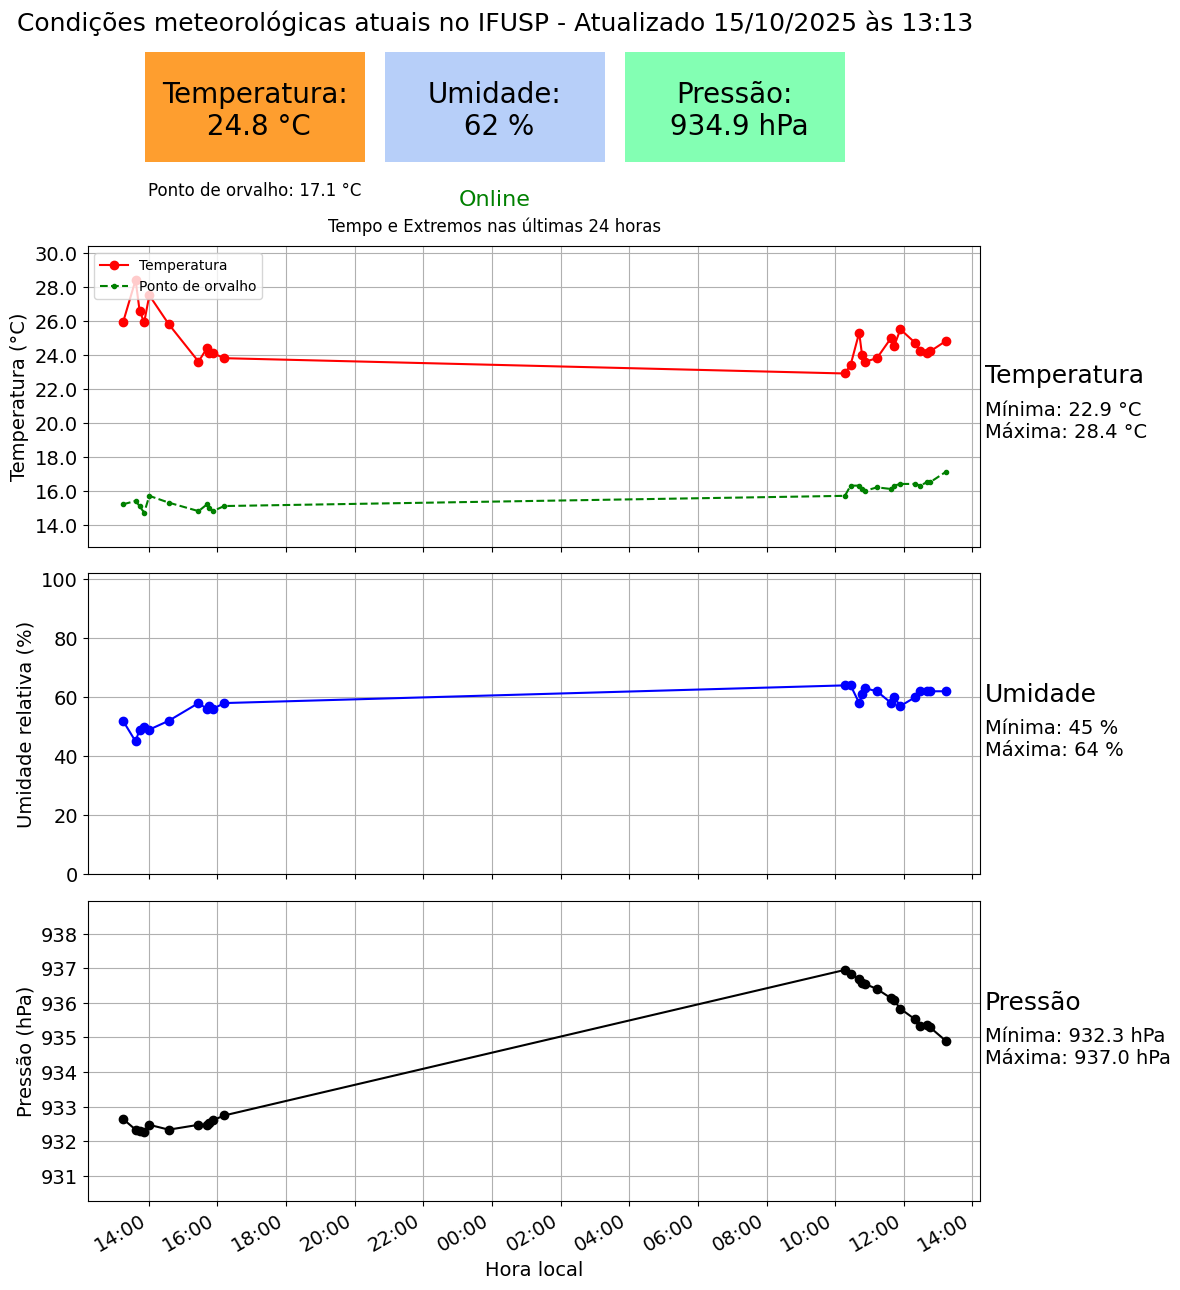 Condições meteorológicas atuais no IFUSP - Atualizado 15/10/2025 às 13:13
Temperatura:
24.8 °C
Umidade:
62 %
Pressão:
934.9 hPa
Ponto de orvalho: 17.1 °C
Online
Tempo e Extremos nas últimas 24 horas
Temperatura (°C)
30.0
28.0
26.0
24.0
22.0
20.0
18.0
16.0
14.0
Temperatura
Ponto de orvalho
Temperatura
Mínima: 22.9 °C
Máxima: 28.4 °C
Umidade relativa (%)
100
80
60
40
20
0
Umidade
Mínima: 45 %
Máxima: 64 %
Pressão (hPa)
938
937
936
935
934
933
932
931
Pressão
Mínima: 932.3 hPa
Máxima: 937.0 hPa
14:00
16:00
18:00
20:00
22:00
00:00
02:00
04:00
06:00
08:00
10:00
12:00
14:00
Hora local